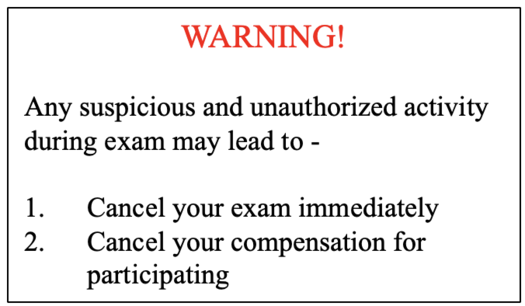 WARNING!
Any suspicious and unauthorized activity
during exam may lead to -
1. Cancel your exam immediately
2. Cancel your compensation for
participating